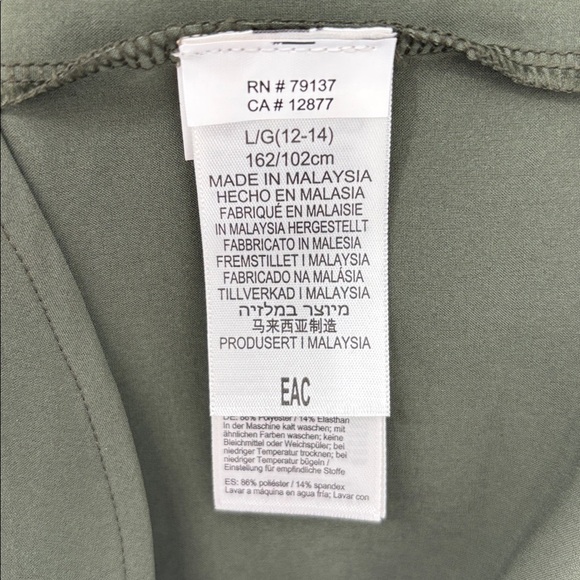 RN # 79137
CA # 12877
L/G(12-14)
162/102cm
MADE IN MALAYSIA
HECHO EN MALASIA
FABRIQUÉ EN MALAISIE
IN MALAYSIA HERGESTELLT
FABBRICATO IN MALESIA
FREMSTILLET I MALAYSIA
FABRICADO NA MALÁSIA
TILLVERKAD I MALAYSIA
מיוצר במלזיה
马来西亚制造
PRODUSERT I MALAYSIA
EAC
DE: 86% Polyester / 14% Elasthan
In der Maschine kalt waschen; mit
ähnlichen Farben waschen; keine
Bleichmittel oder Weichspüler; bei
niedriger Temperatur trocknen; bei
niedriger Temperatur bügeln /
Einstellung für empfindliche Stoffe
ES: 86% poliéster / 14% spandex
Lavar a máquina en agua fría; Lavar con